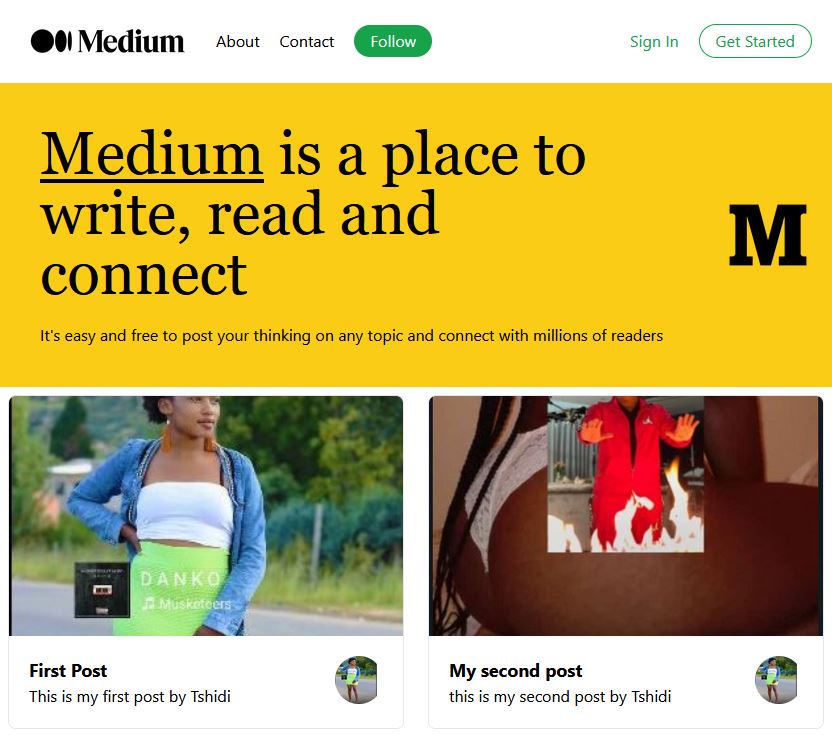 Medium
About
Contact
Follow
Sign In
Get Started
Medium is a place to
write, read and
connect
M
It's easy and free to post your thinking on any topic and connect with millions of readers
DANKO
Musketeers
First Post
This is my first post by Tshidi
My second post
this is my second post by Tshidi